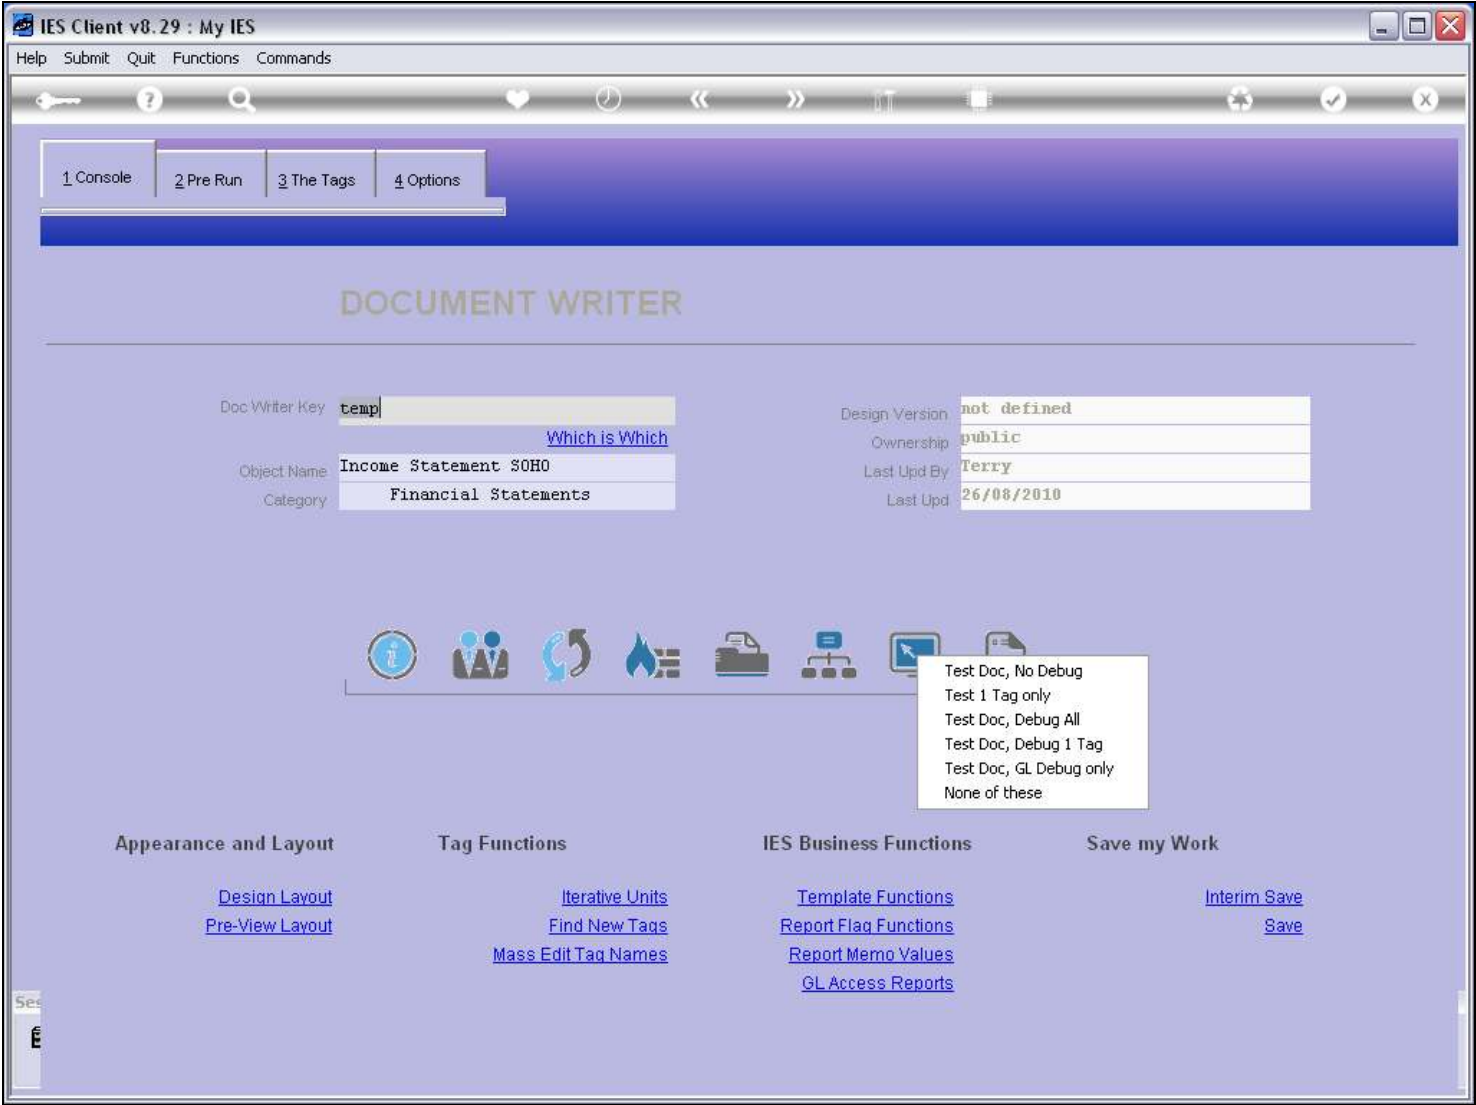 IES Client v8.29 : My IES
Help Submit Quit Functions Commands
1 Console 2 Pre Run 3 The Tags 4 Options
DOCUMENT WRITER
Doc Writer Key temp
Which is Which
Object Name Income Statement SOHO
Category Financial Statements
Design Version not defined
Ownership public
Last Upd By Terry
Last Upd 26/08/2010
Test Doc, No Debug
Test 1 Tag only
Test Doc, Debug All
Test Doc, Debug 1 Tag
Test Doc, GL Debug only
None of these
Appearance and Layout
Design Layout
Pre-View Layout
Tag Functions
Iterative Units
Find New Tags
Mass Edit Tag Names
IES Business Functions
Template Functions
Report Flag Functions
Report Memo Values
GL Access Reports
Save my Work
Interim Save
Save